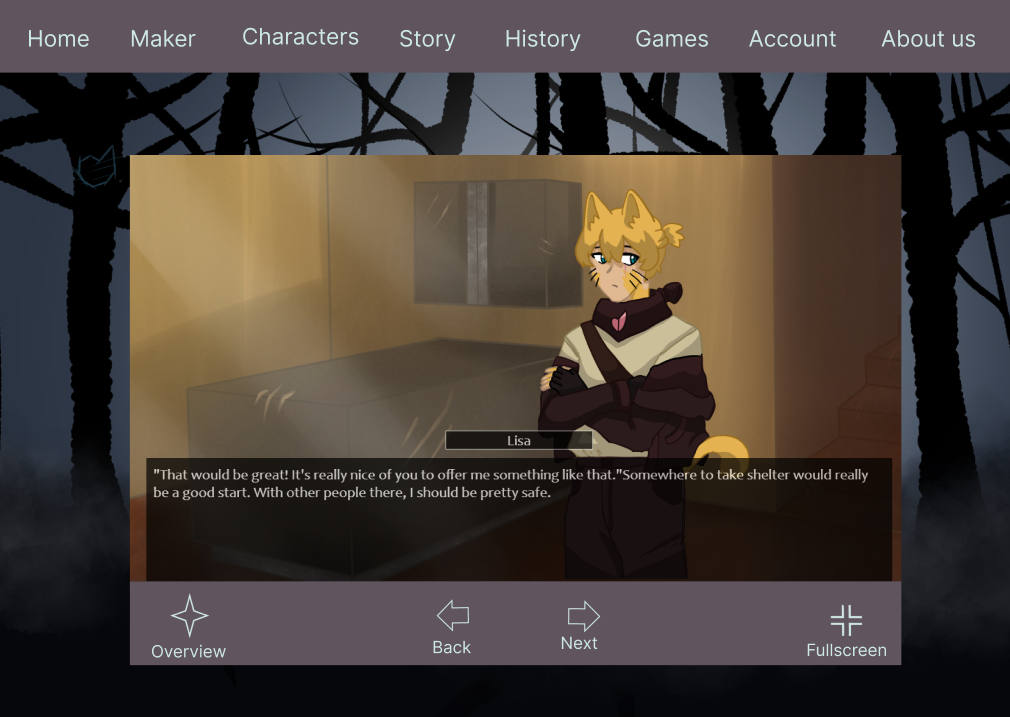 Home Maker Characters Story History Games Account About us
Lisa
"That would be great! It's really nice of you to offer me something like that."Somewhere to take shelter would really
be a good start. With other people there, I should be pretty safe.
Overview Back Next Fullscreen